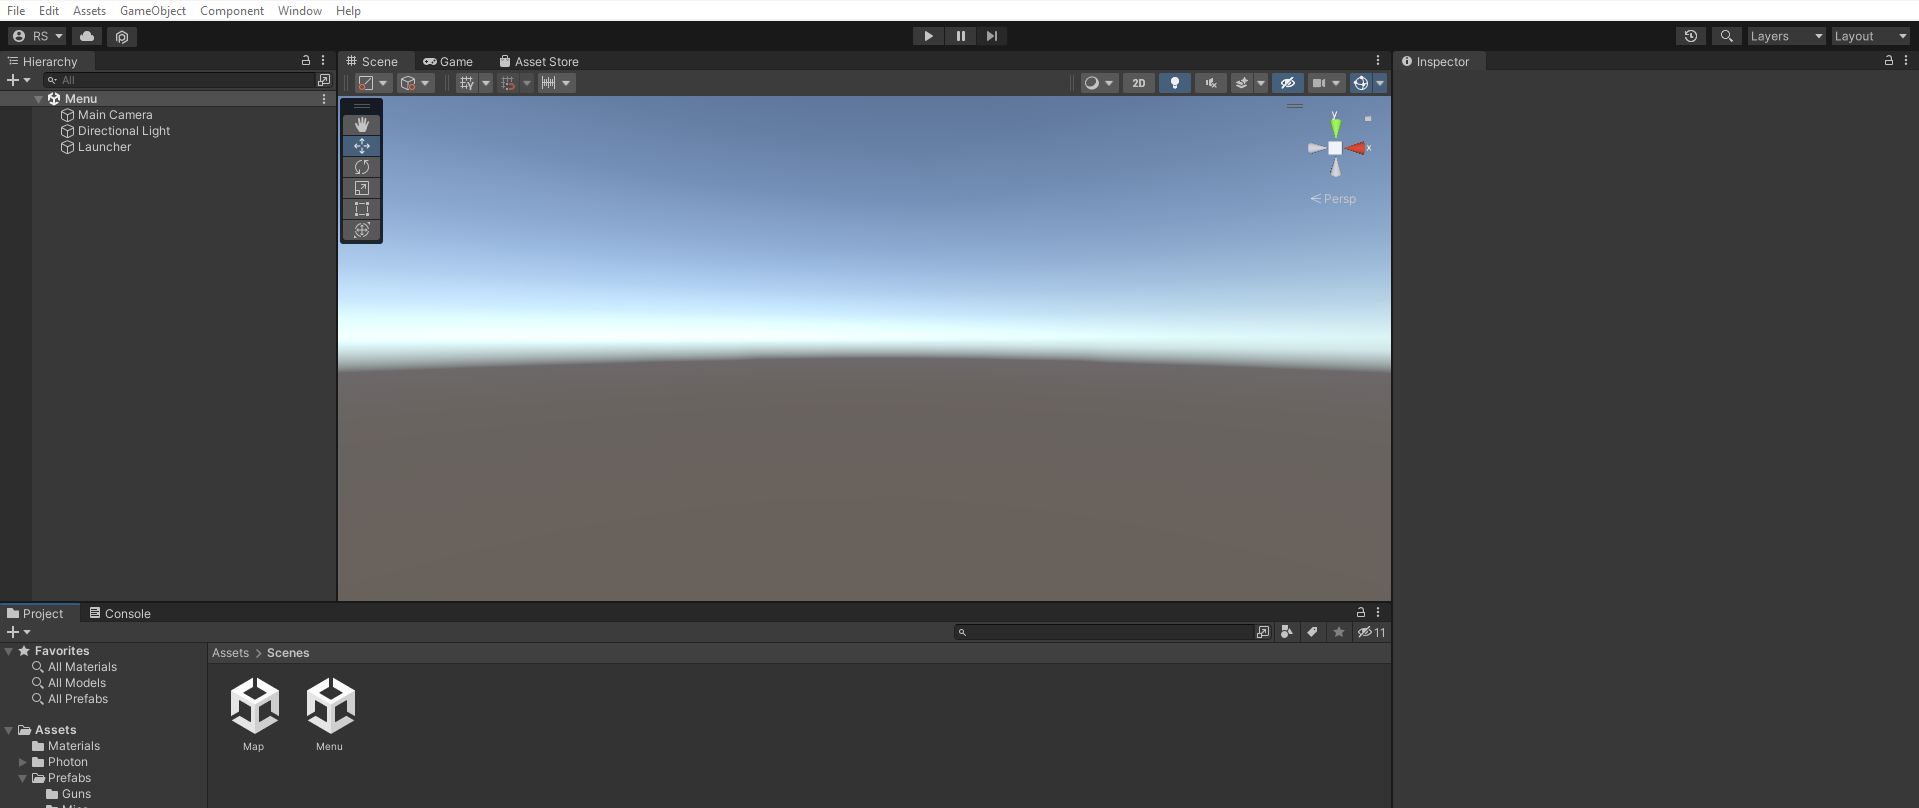 File Edit Assets GameObject Component Window Help
RS Layers Layout
Hierarchy Scene Game Asset Store Inspector
All 2D
Menu
Main Camera
Directional Light
Launcher
y
x
Persp
Project Console
11
Favorites
Assets > Scenes
All Materials
All Models
All Prefabs
Assets
Materials
Map Menu
Photon
Prefabs
Guns